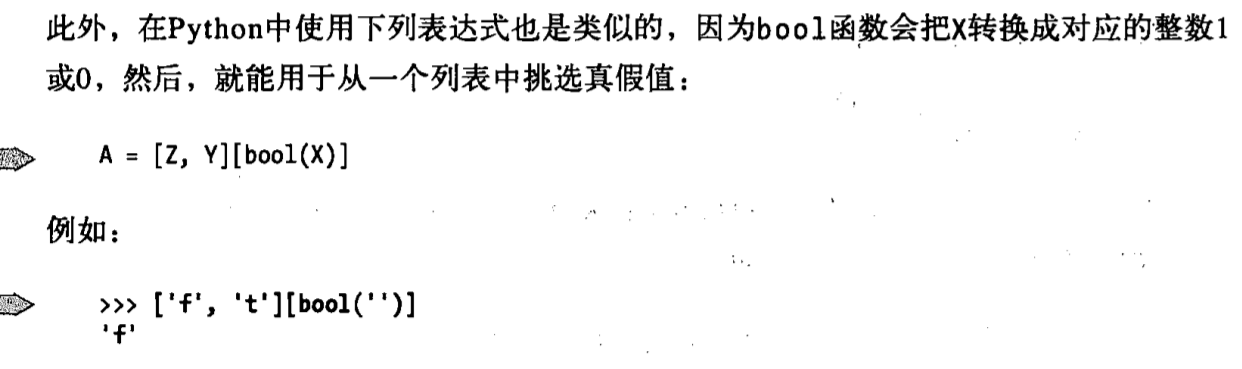 此外，在Python中使用下列表达式也是类似的，因为bool函数会把X转换成对应的整数1
或0，然后，就能用于从一个列表中挑选真假值：
A = [Z, Y][bool(X)]
例如：
>>> ['f', 't'][bool('')]
'f'